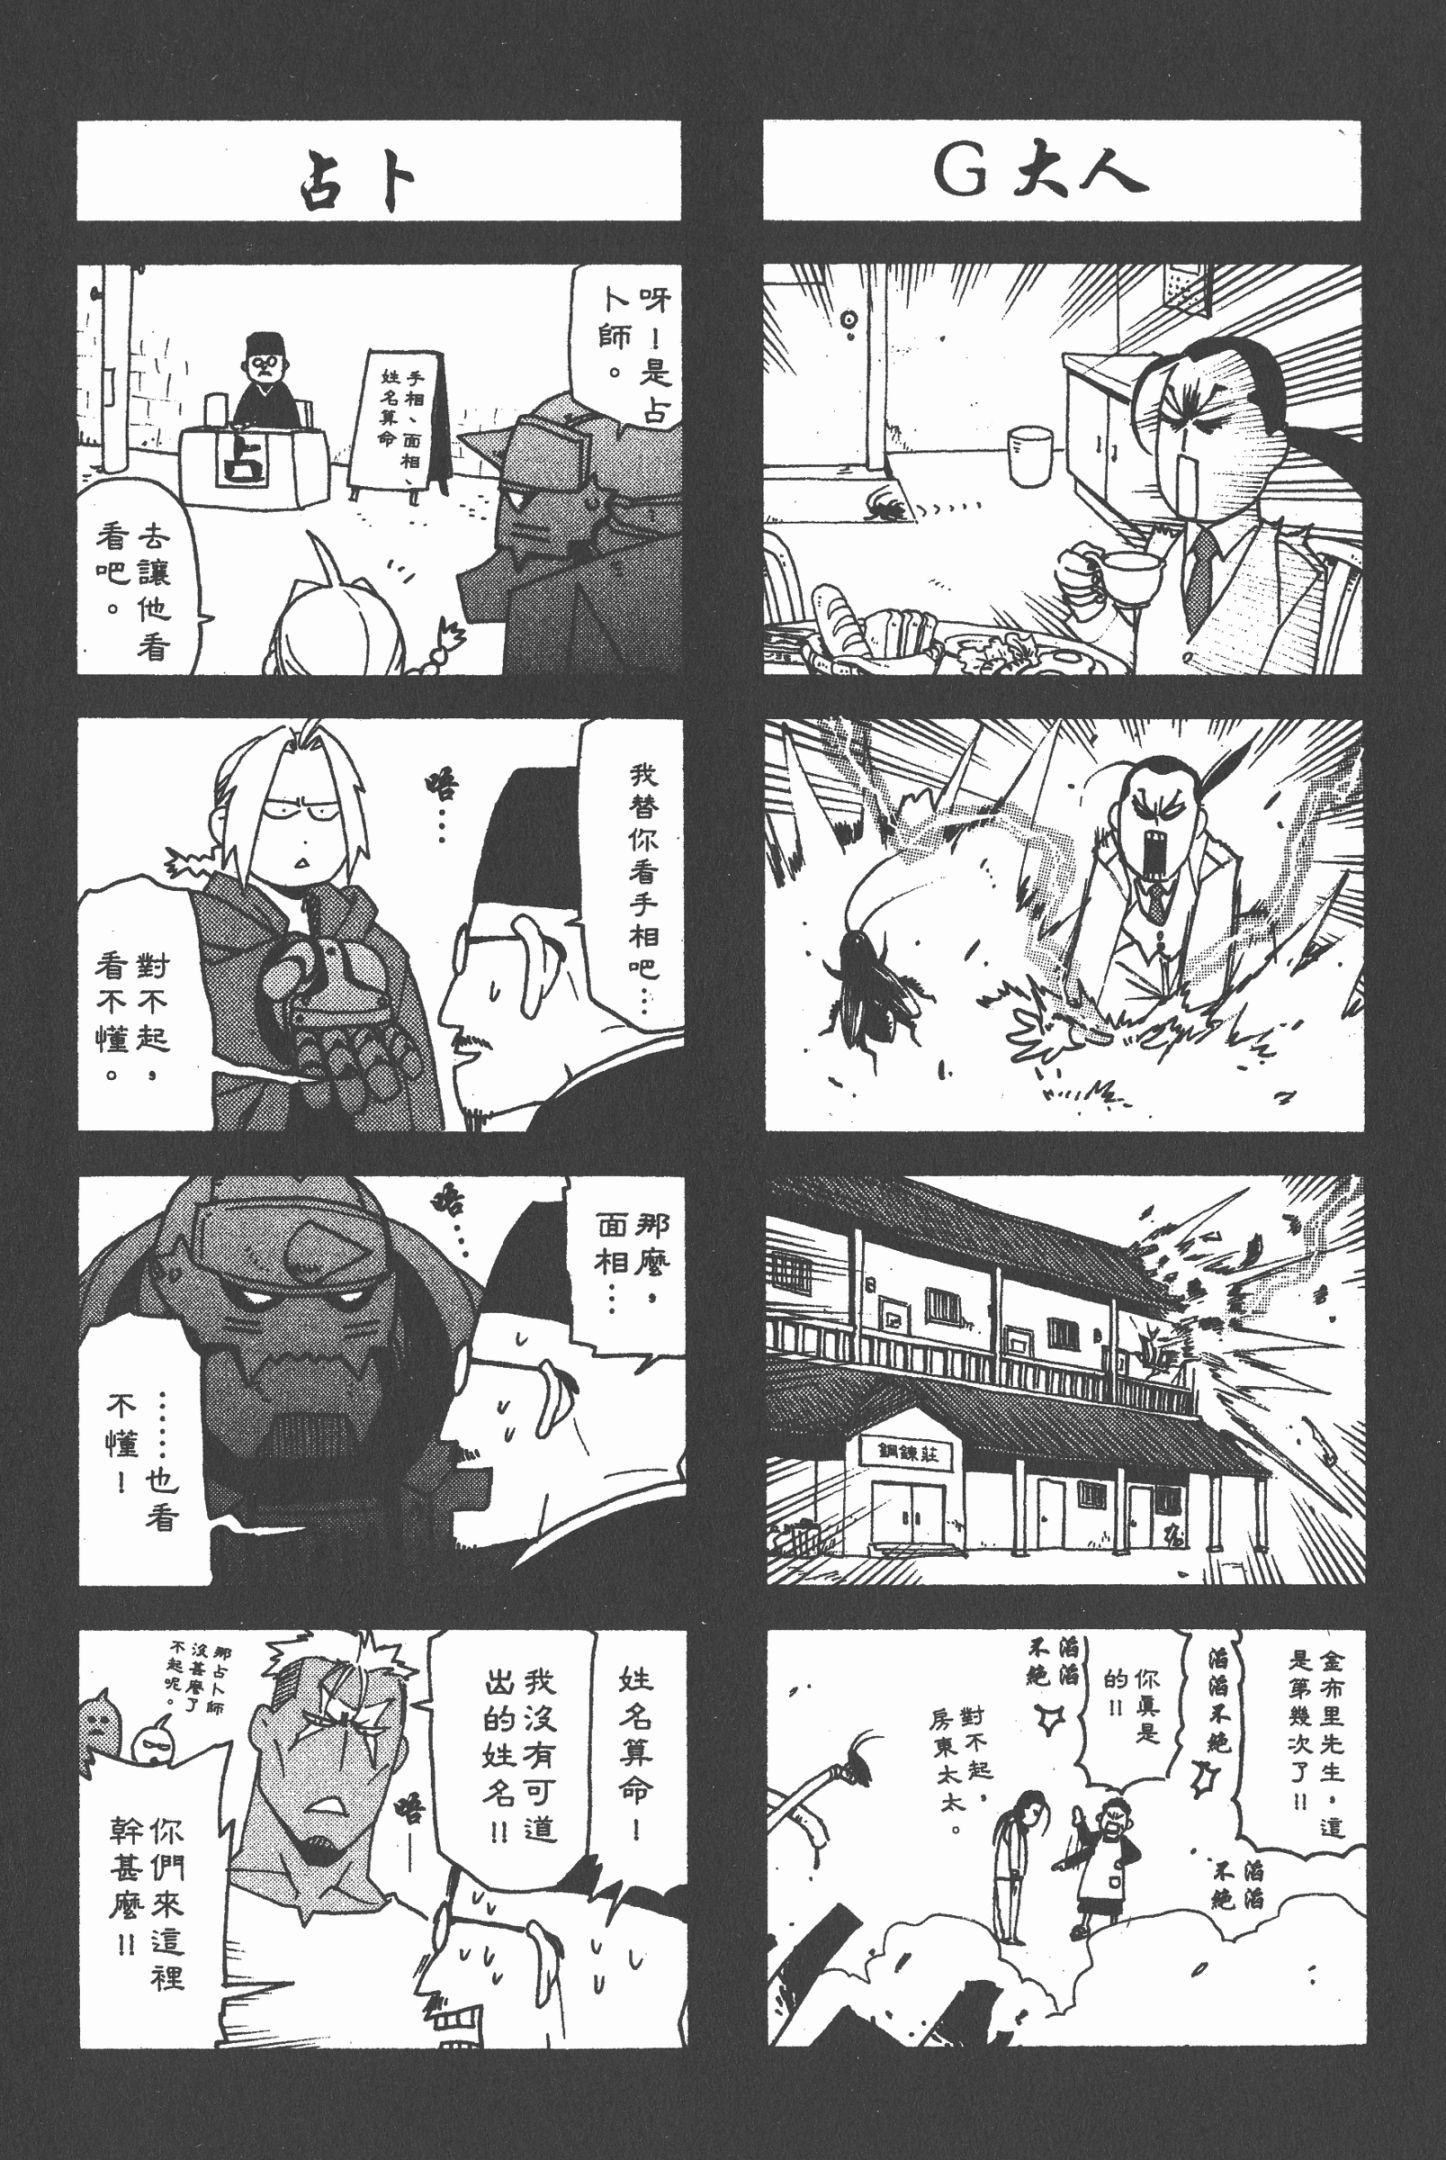 G大人
鋼鍊莊
金布里先生，這
是第幾次了!!
滔滔不絕
你真是
的!!
滔滔
不絕
對不起，
房東太太。
滔滔
不絕
占卜
呀！是占
卜師。
手相、面相、
姓名算命
占
去讓他看
看吧。
我替你看手相吧…
唔……
對不起，
看不懂。
那麼，
面相…
唔…
……也看
不懂！
姓名算命！
我沒有可道
出的姓名!!
唔—
那占卜師
沒甚麼了
不起呢。
你們來這裡
幹甚麼!!